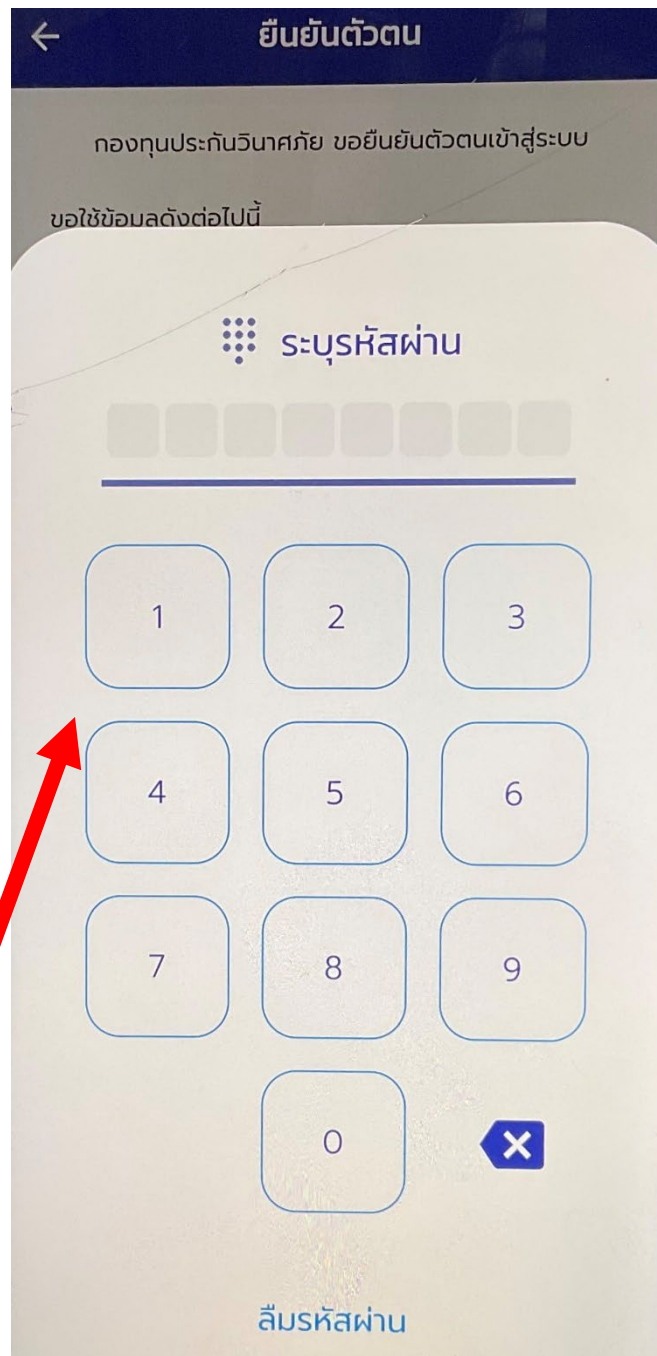 ยืนยันตัวตน
กองทุนประกันวินาศภัย ขอยืนยันตัวตนเข้าสู่ระบบ
ขอใช้ข้อมูลดังต่อไปนี้
ระบุรหัสผ่าน
1 2 3
4 5 6
7 8 9
0
ลืมรหัสผ่าน